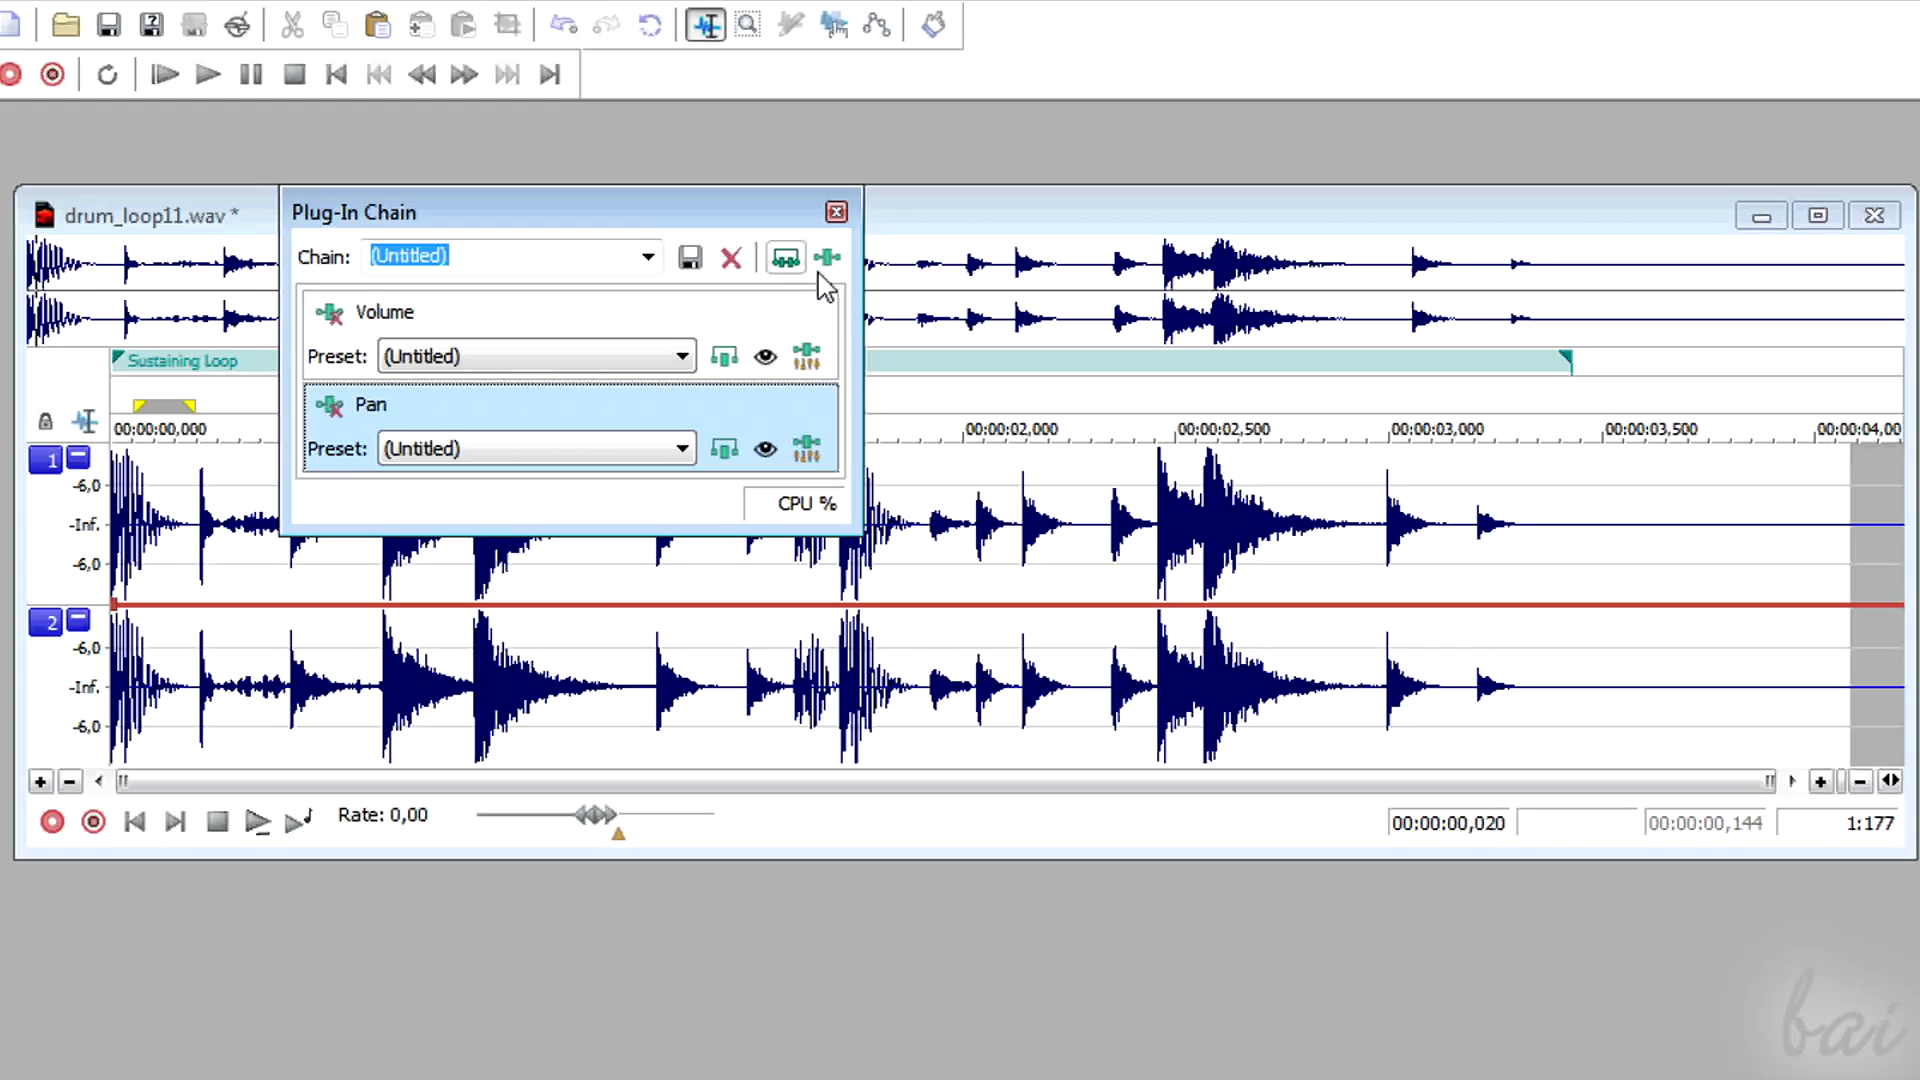 drum_loop11.wav *
Plug-In Chain
Chain: (Untitled)
Volume
Preset: (Untitled)
Sustaining Loop
Pan
00:00:00,000
00:00:02,000
00:00:02,500
00:00:03,000
00:00:03,500
00:00:04,00
Preset: (Untitled)
1
-6,0
CPU %
-Inf.
-6,0
2
-6,0
-Inf.
-6,0
Rate: 0,00
00:00:00,020
00:00:00,144
1:177
bai